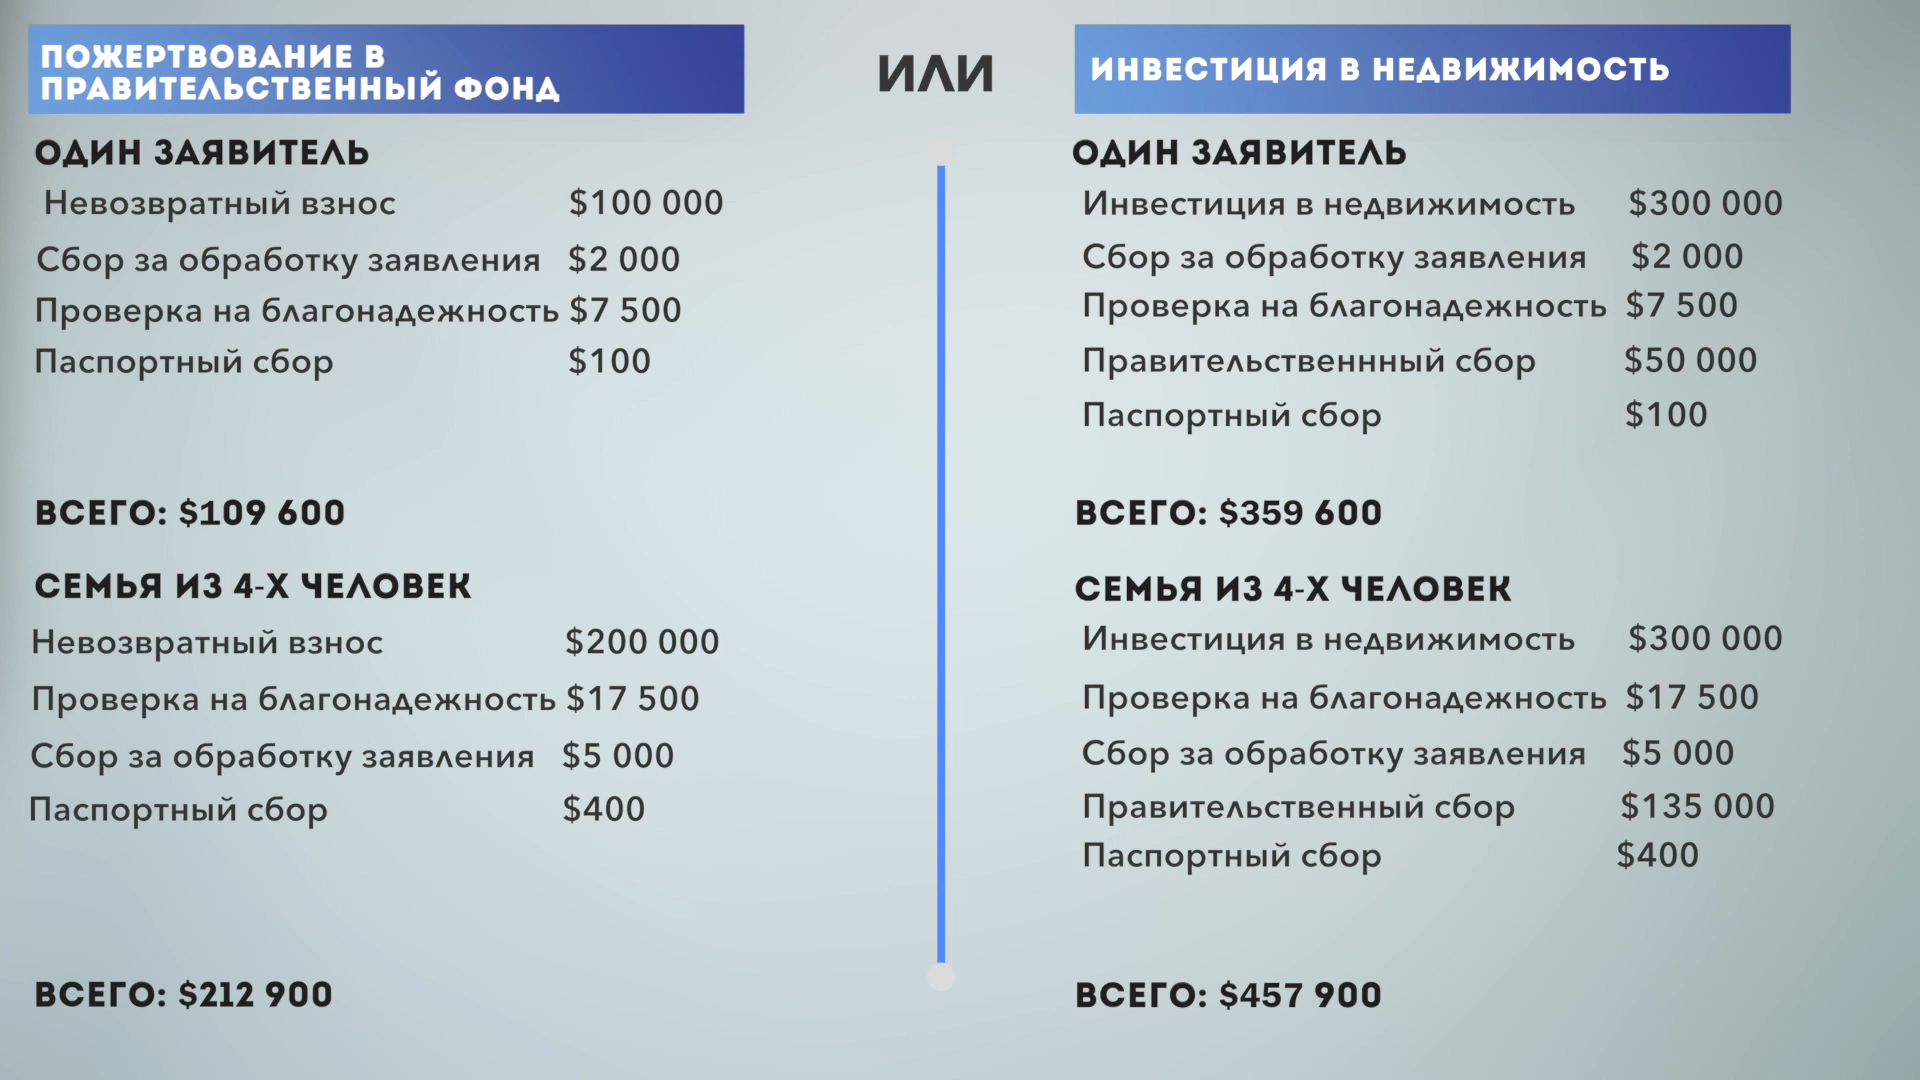 ПОЖЕРТВОВАНИЕ В
ПРАВИТЕЛЬСТВЕННЫЙ ФОНД
ОДИН ЗАЯВИТЕЛЬ
Невозвратный взнос $100 000
Сбор за обработку заявления $2 000
Проверка на благонадежность $7 500
Паспортный сбор $100
ВСЕГО: $109 600
СЕМЬЯ ИЗ 4-Х ЧЕЛОВЕК
Невозвратный взнос $200 000
Проверка на благонадежность $17 500
Сбор за обработку заявления $5 000
Паспортный сбор $400
ВСЕГО: $212 900
ИЛИ
ИНВЕСТИЦИЯ В НЕДВИЖИМОСТЬ
ОДИН ЗАЯВИТЕЛЬ
Инвестиция в недвижимость $300 000
Сбор за обработку заявления $2 000
Проверка на благонадежность $7 500
Правительственнный сбор $50 000
Паспортный сбор $100
ВСЕГО: $359 600
СЕМЬЯ ИЗ 4-Х ЧЕЛОВЕК
Инвестиция в недвижимость $300 000
Проверка на благонадежность $17 500
Сбор за обработку заявления $5 000
Правительственный сбор $135 000
Паспортный сбор $400
ВСЕГО: $457 900